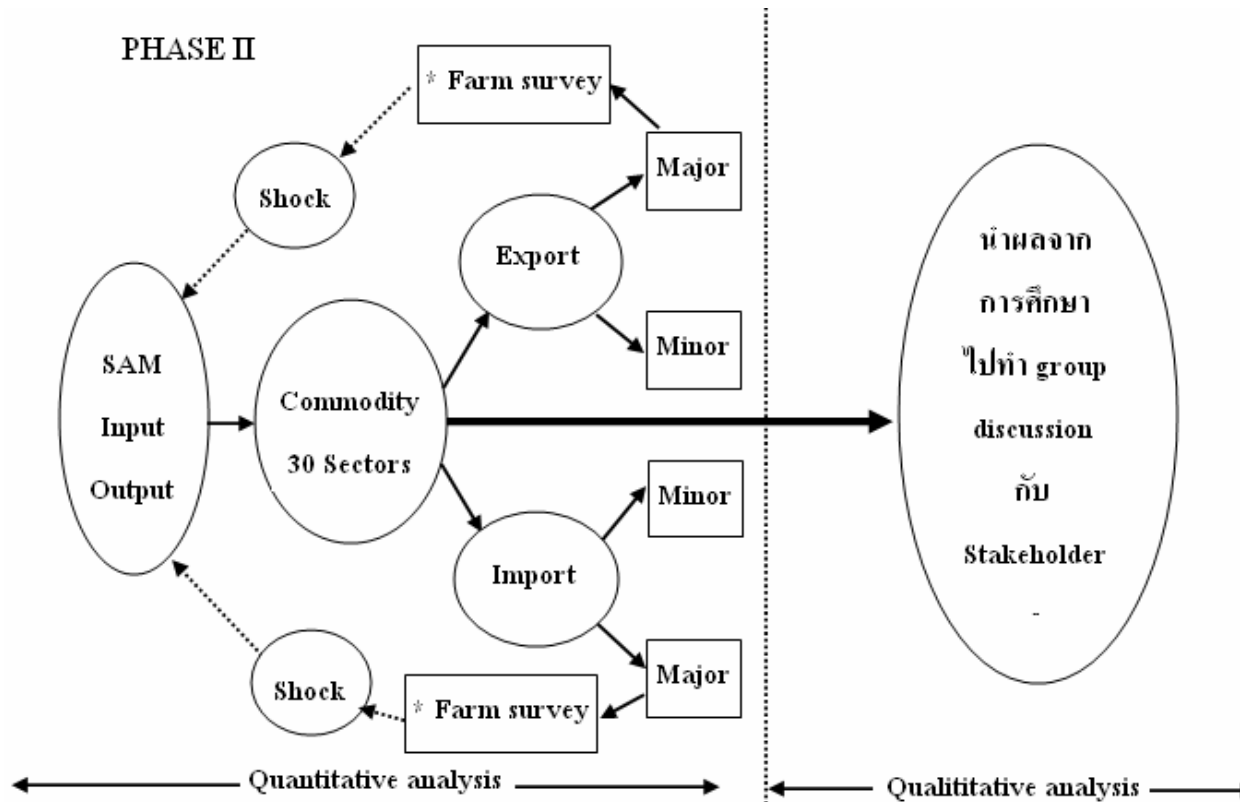 PHASE II
* Farm survey
Major
Shock
Export
Minor
SAM
Input
Output
Commodity
30 Sectors
Minor
Import
Major
Shock
* Farm survey
Quantitative analysis
นำผลจาก
การศึกษา
ไปทำ group
discussion
กับ
Stakeholder
-
Qualititative analysis